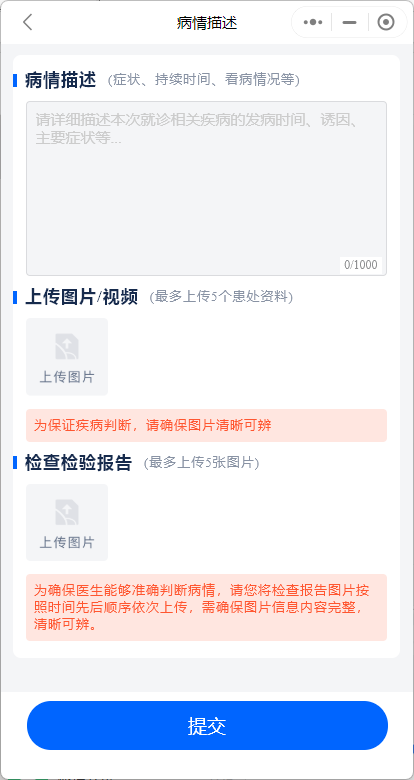 病情描述
病情描述 (症状、持续时间、看病情况等)
请详细描述本次就诊相关疾病的发病时间、诱因、
主要症状等...
0/1000
上传图片/视频 (最多上传5个患处资料)
上传图片
为保证疾病判断，请确保图片清晰可辨
检查检验报告 (最多上传5张图片)
上传图片
为确保医生能够准确判断病情，请您将检查报告图片按
照时间先后顺序依次上传，需确保图片信息内容完整，
清晰可辨。
提交